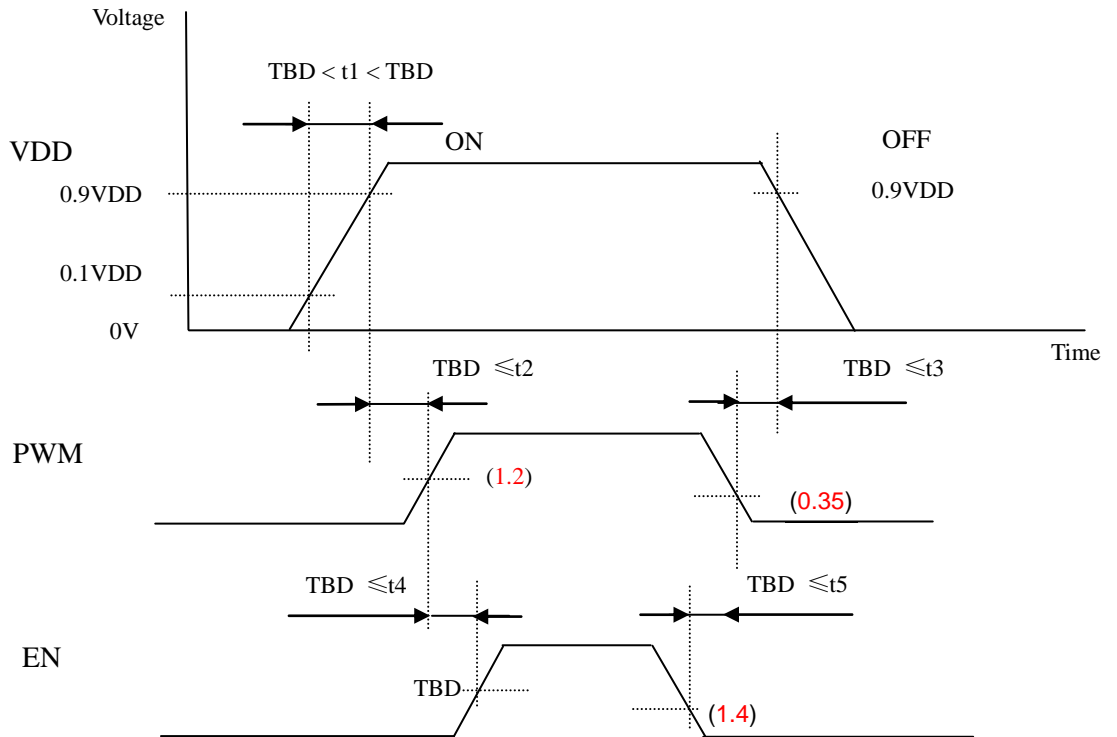 Voltage
TBD < t1 < TBD
VDD
ON
OFF
0.9VDD
0.9VDD
0.1VDD
0V
Time
TBD ≤t2
TBD ≤t3
PWM
(1.2)
(0.35)
TBD ≤t4
TBD ≤t5
EN
TBD
(1.4)